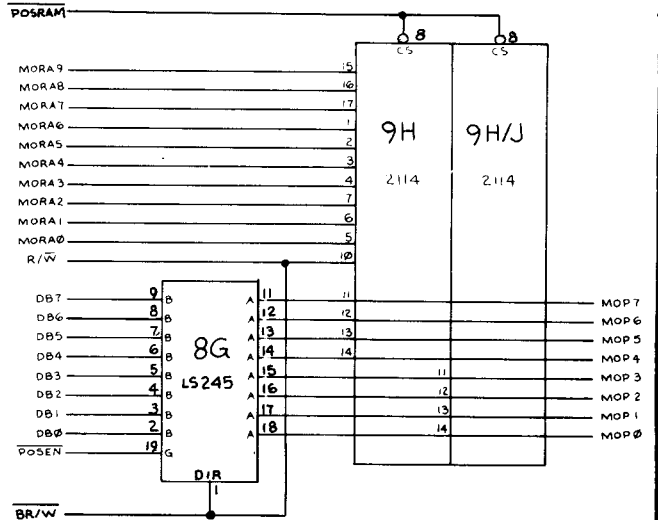 POSRAM
8 8
CS CS
MORA9 15
MORA8 16
MORA7 17
MORA6 1
MORA5 2
MORA4 3
MORA3 4
MORA2 7
MORA1 6
MORA0 5
R/W 10
9H 9H/J
2114 2114
DB7 9 B A 11 11 MOP7
DB6 8 B A 12 12 MOP6
DB5 7 B A 13 13 MOP5
DB4 6 B A 14 14 MOP4
DB3 5 B A 15 11 MOP3
DB2 4 B A 16 12 MOP2
DB1 3 B A 17 13 MOP1
DB0 2 B A 18 14 MOP0
8G
LS245
POSEN 19 G
DIR
1
BR/W